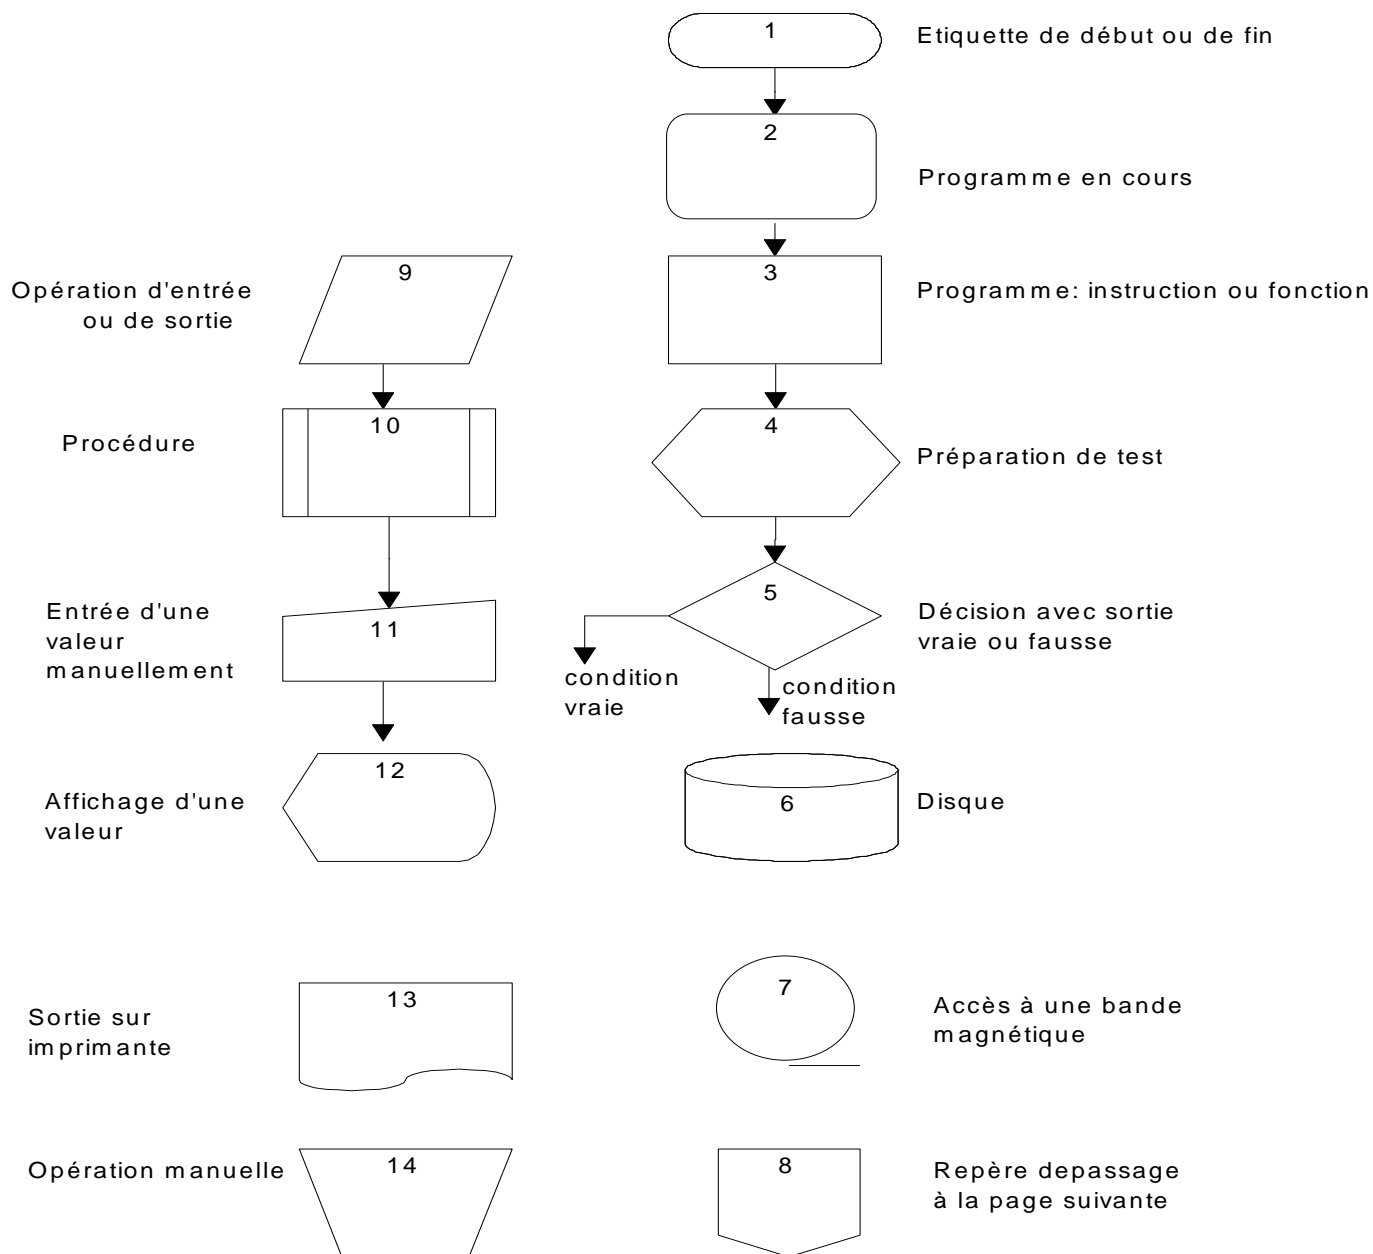 1
Etiquette de début ou de fin
2
Programme en cours
3
Programme: instruction ou fonction
4
Préparation de test
5
Décision avec sortie
vraie ou fausse
condition
vraie
condition
fausse
6
Disque
7
Accès à une bande
magnétique
8
Repère depassage
à la page suivante
9
Opération d'entrée
ou de sortie
10
Procédure
11
Entrée d'une
valeur
manuellement
12
Affichage d'une
valeur
13
Sortie sur
imprimante
14
Opération manuelle